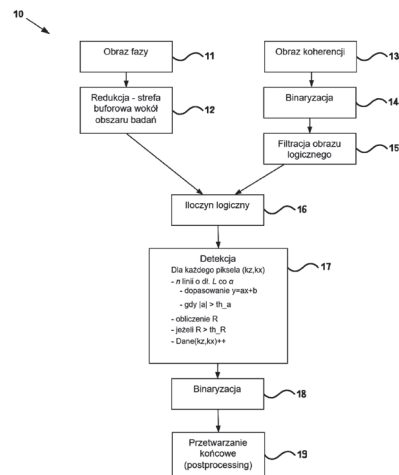 10
Obraz fazy
11
Obraz koherencji
13
Redukcja - strefa
buforowa wokół
obszaru badań
12
Binaryzacja
14
Filtracja obrazu
logicznego
15
Iloczyn logiczny
16
Detekcja
Dla każdego piksela (kz,kx)
- n linii o dł. L co α
- dopasowanie y=ax+b
- gdy |a| > th_a
- obliczenie R
- jeżeli R > th_R
- Dane(kz,kx)++
17
Binaryzacja
18
Przetwarzanie
końcowe
(postprocessing)
19